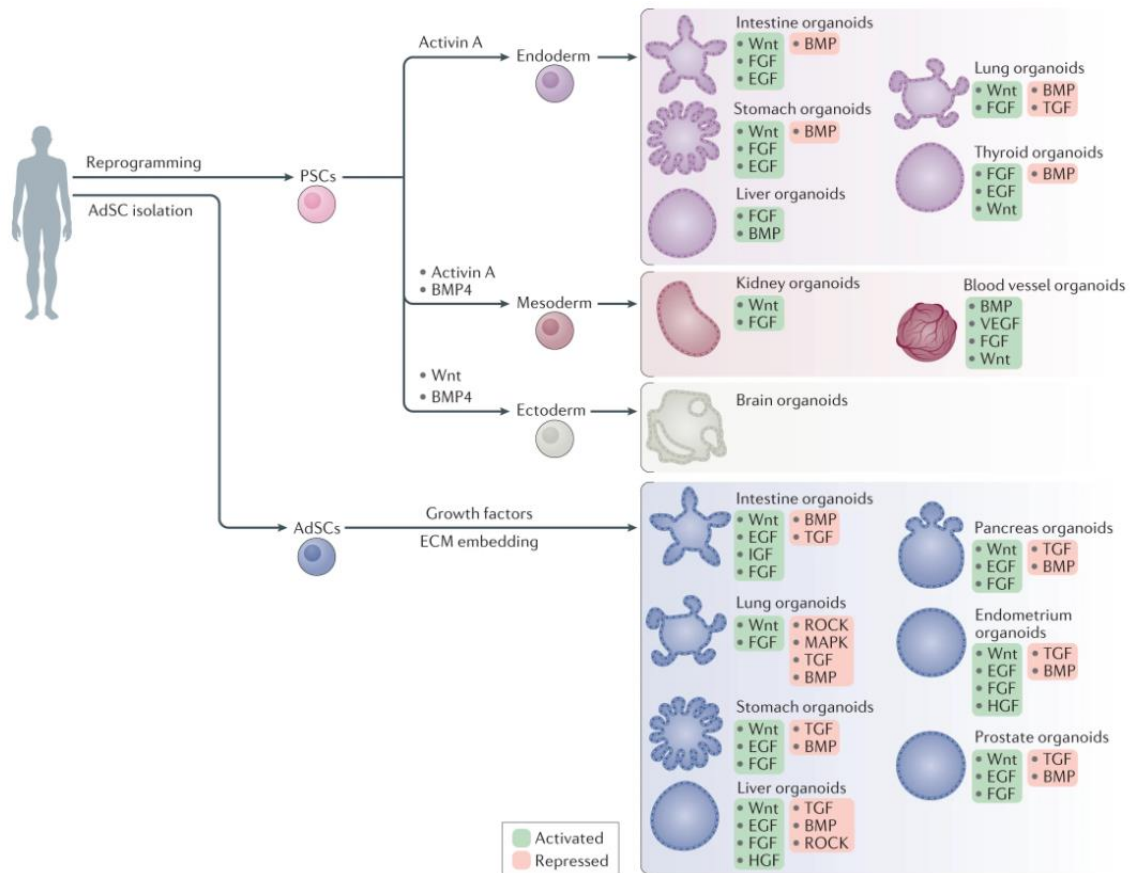 Reprogramming
AdSC isolation
PSCs
Activin A
Endoderm
• Activin A
• BMP4
Mesoderm
• Wnt
• BMP4
Ectoderm
AdSCs
Growth factors
ECM embedding
Intestine organoids
• Wnt
• FGF
• EGF
• BMP
Stomach organoids
• Wnt
• FGF
• EGF
• BMP
Liver organoids
• FGF
• BMP
Lung organoids
• Wnt
• FGF
• BMP
• TGF
Thyroid organoids
• FGF
• EGF
• Wnt
• BMP
Kidney organoids
• Wnt
• FGF
Blood vessel organoids
• BMP
• VEGF
• FGF
• Wnt
Brain organoids
Intestine organoids
• Wnt
• EGF
• IGF
• FGF
• BMP
• TGF
Lung organoids
• Wnt
• FGF
• ROCK
• MAPK
• TGF
• BMP
Stomach organoids
• Wnt
• EGF
• FGF
• TGF
• BMP
Liver organoids
• Wnt
• EGF
• FGF
• HGF
• TGF
• BMP
• ROCK
Pancreas organoids
• Wnt
• EGF
• FGF
• TGF
• BMP
Endometrium
organoids
• Wnt
• EGF
• FGF
• HGF
• TGF
• BMP
Prostate organoids
• Wnt
• EGF
• FGF
• TGF
• BMP
Activated
Repressed